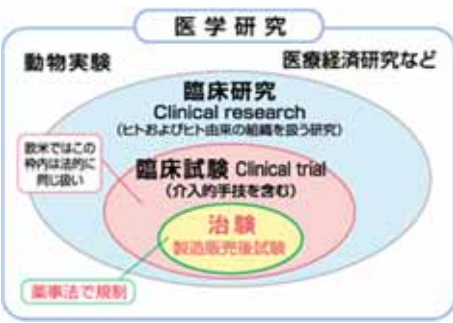 医学研究
動物実験
医療経済研究など
臨床研究
Clinical research
(ヒトおよびヒト由来の組織を扱う研究)
欧米ではこの
枠内は法的に
同じ扱い
臨床試験 Clinical trial
(介入的手技を含む)
治験
製造販売後試験
薬事法で規制